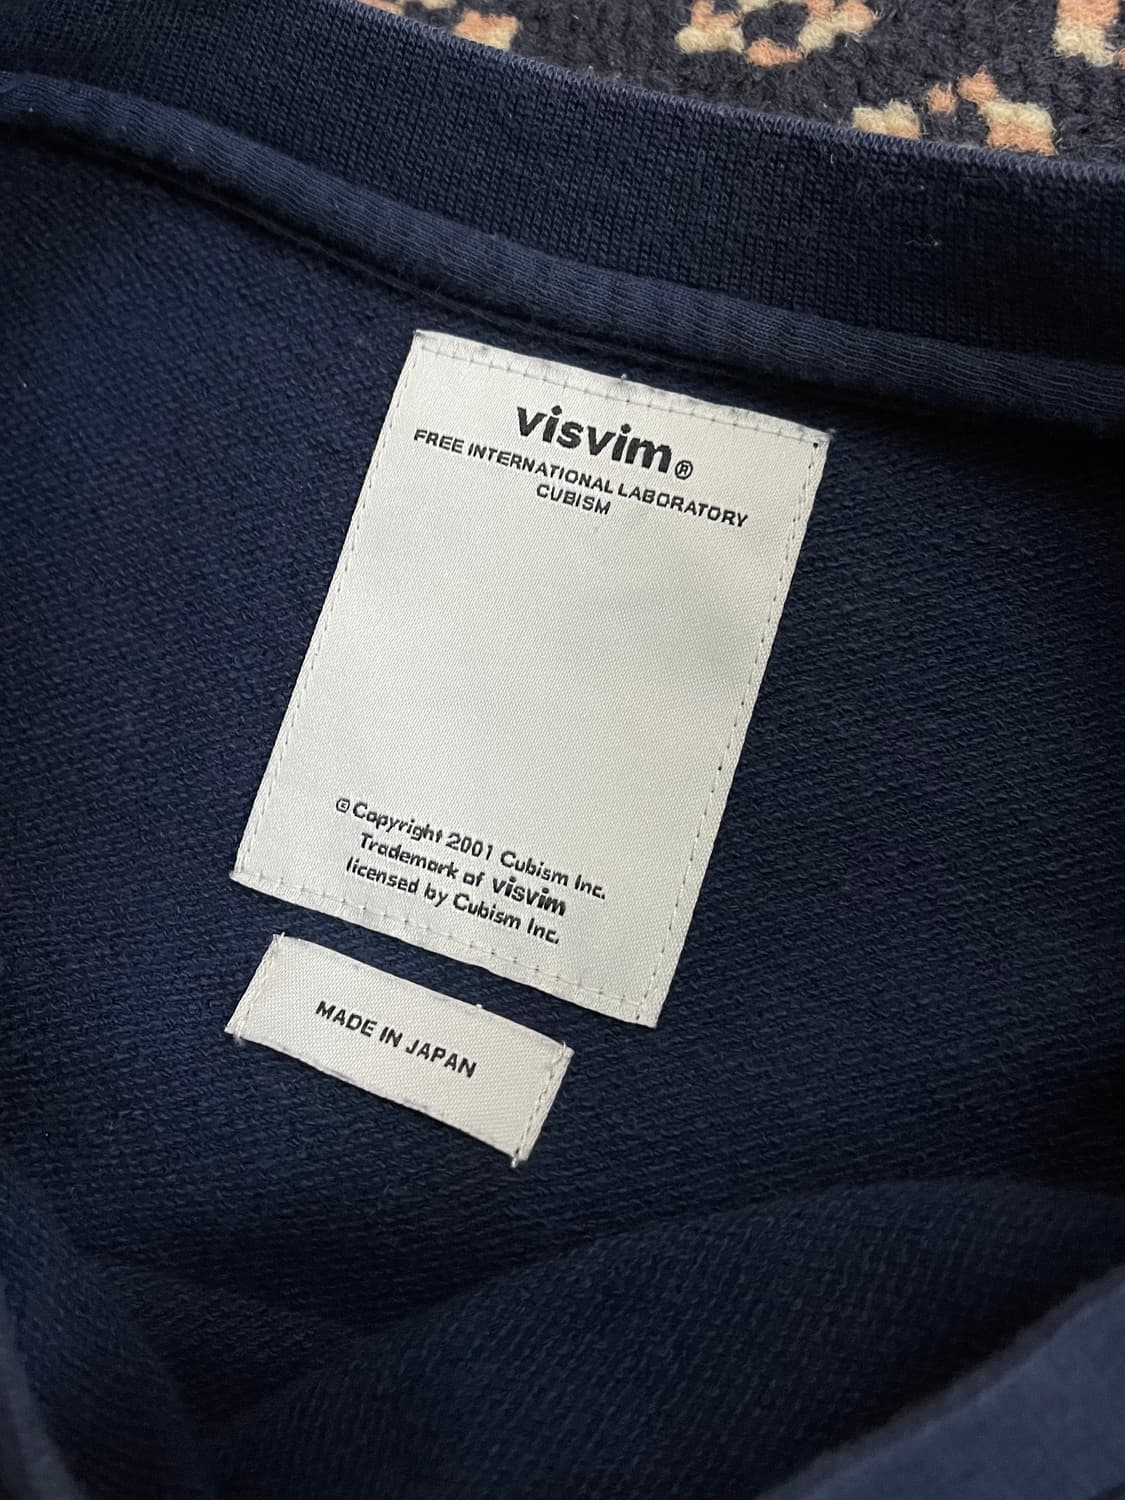 visvim®
FREE INTERNATIONAL LABORATORY
CUBISM
© Copyright 2001 Cubism Inc.
Trademark of visvim
licensed by Cubism Inc.
MADE IN JAPAN